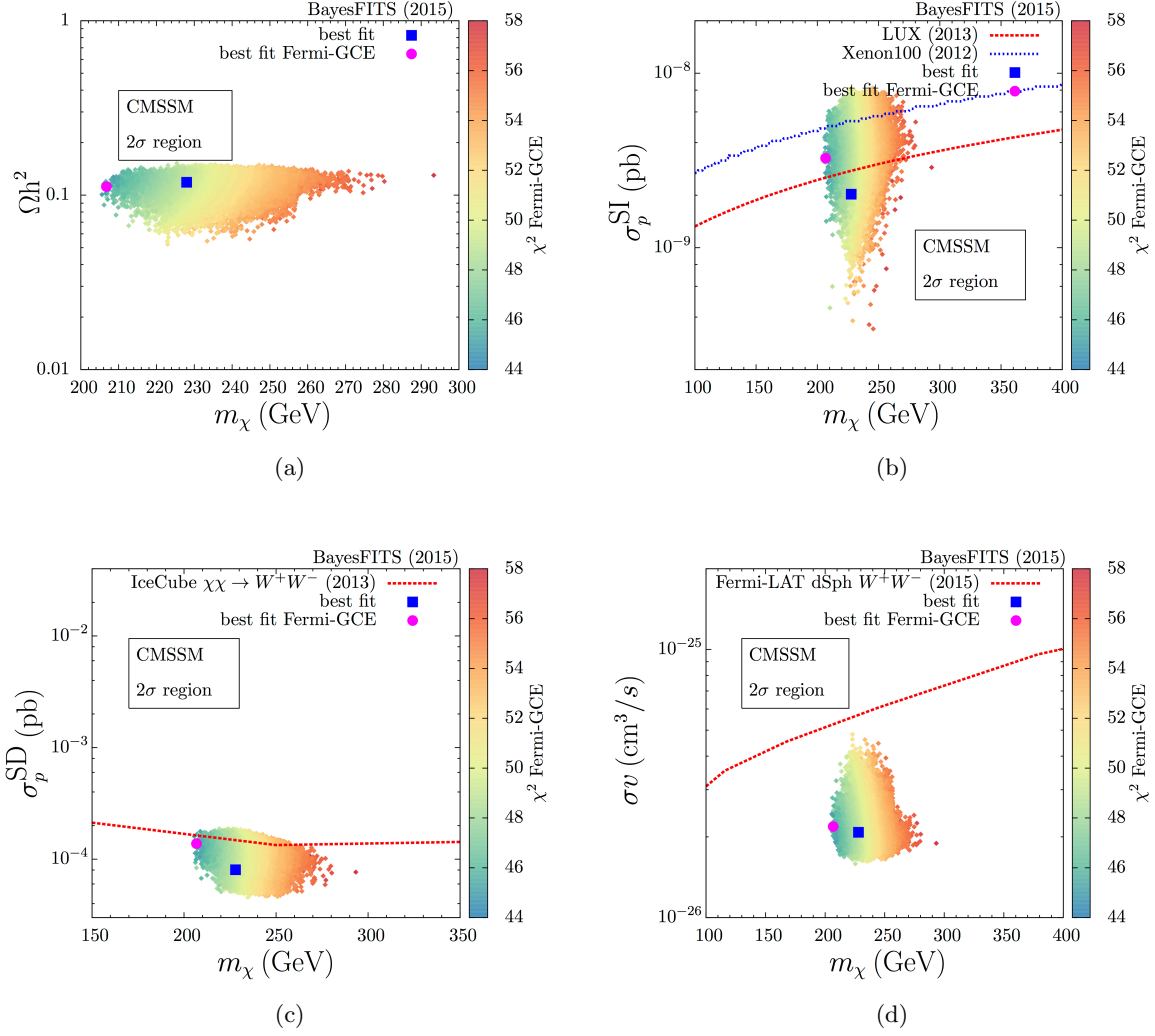 BayesFITS (2015)
best fit
best fit Fermi-GCE
CMSSM
2σ region
Ωh²
1
0.1
0.01
200 210 220 230 240 250 260 270 280 290 300
m_χ (GeV)
58
56
54
52
50
48
46
44
χ² Fermi-GCE
(a)
BayesFITS (2015)
LUX (2013)
Xenon100 (2012)
best fit
best fit Fermi-GCE
CMSSM
2σ region
σ_p^SI (pb)
10⁻⁸
10⁻⁹
100 150 200 250 300 350 400
m_χ (GeV)
58
56
54
52
50
48
46
44
χ² Fermi-GCE
(b)
BayesFITS (2015)
IceCube χχ → W⁺W⁻ (2013)
best fit
best fit Fermi-GCE
CMSSM
2σ region
σ_p^SD (pb)
10⁻²
10⁻³
10⁻⁴
150 200 250 300 350
m_χ (GeV)
58
56
54
52
50
48
46
44
χ² Fermi-GCE
(c)
BayesFITS (2015)
Fermi-LAT dSph W⁺W⁻ (2015)
best fit
best fit Fermi-GCE
CMSSM
2σ region
σv (cm³/s)
10⁻²⁵
10⁻²⁶
100 150 200 250 300 350 400
m_χ (GeV)
58
56
54
52
50
48
46
44
χ² Fermi-GCE
(d)